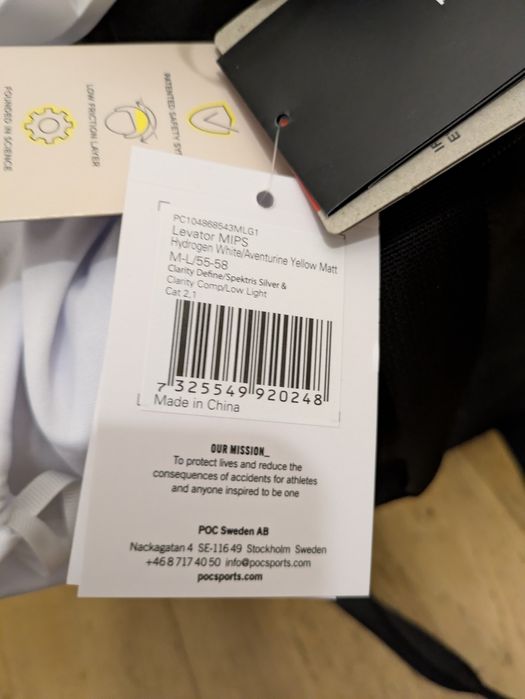 FOUNDED IN SCIENCE
LOW FRICTION LAYER
PATENTED SAFETY
PC104868543MLG1
Levator MIPS
Hydrogen White/Aventurine Yellow Matt
M-L/55-58
Clarity Define/Spektris Silver &
Clarity Comp/Low Light
Cat 2,1
7 325549 920248
Made in China
OUR MISSION_
To protect lives and reduce the
consequences of accidents for athletes
and anyone inspired to be one
POC Sweden AB
Nackagatan 4 SE-116 49 Stockholm Sweden
+46 8 717 40 50 info@pocsports.com
pocsports.com